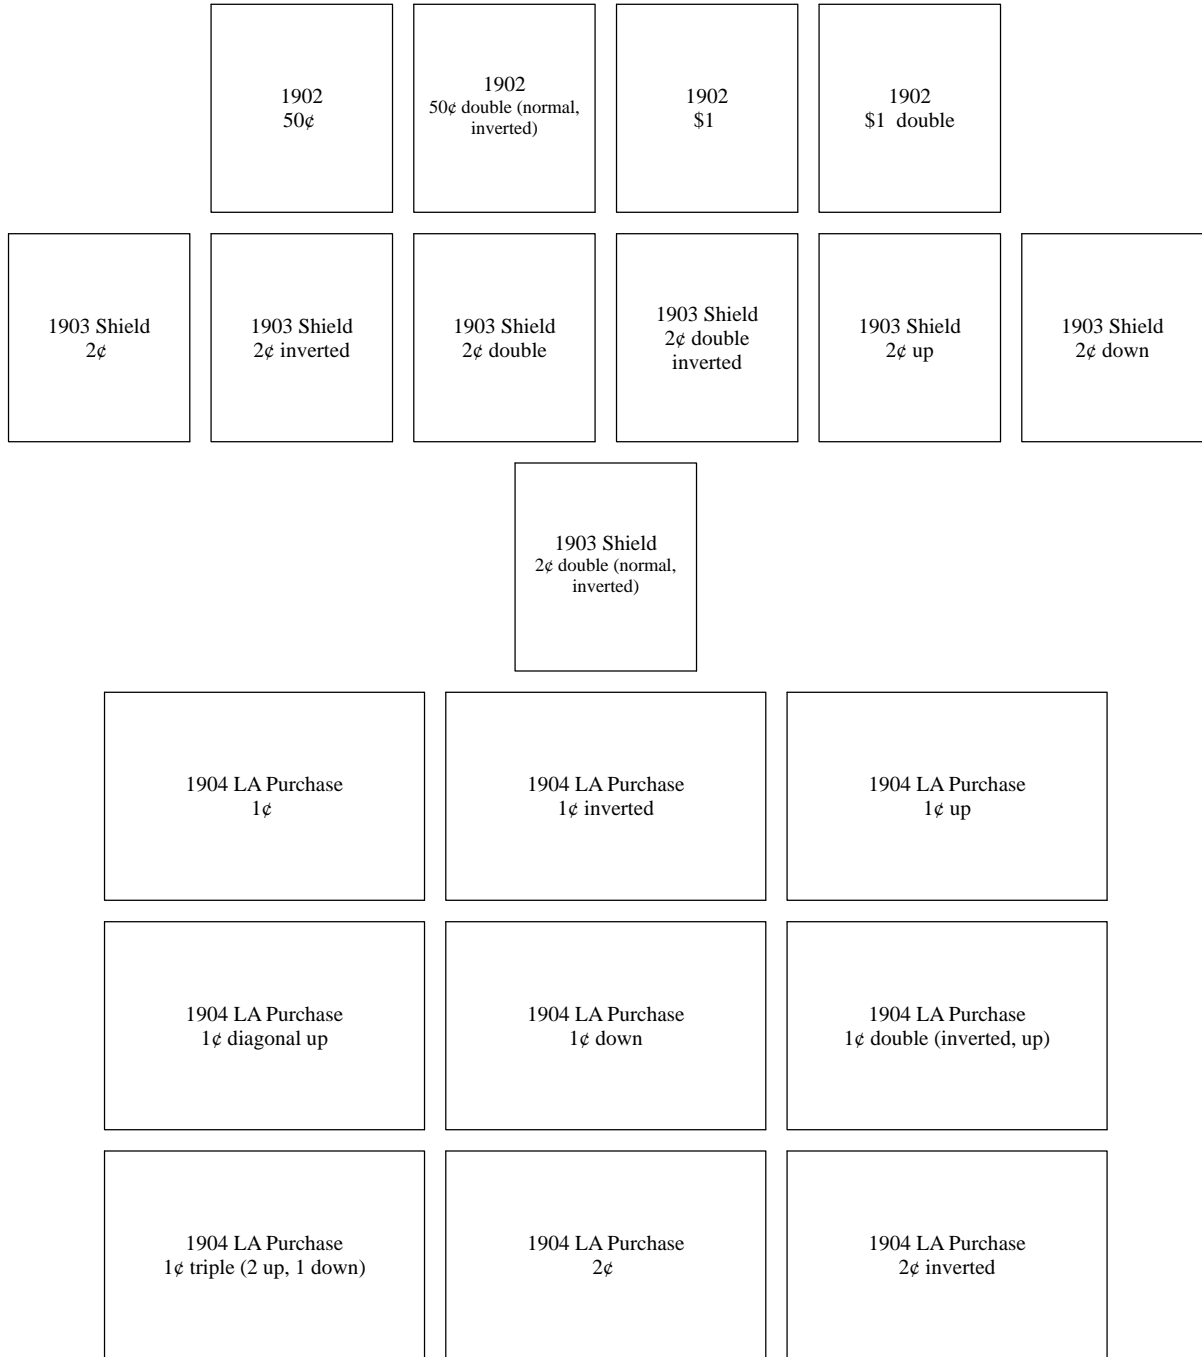 1902
50¢
1902
50¢ double (normal,
inverted)
1902
$1
1902
$1 double
1903 Shield
2¢
1903 Shield
2¢ inverted
1903 Shield
2¢ double
1903 Shield
2¢ double
inverted
1903 Shield
2¢ up
1903 Shield
2¢ down
1903 Shield
2¢ double (normal,
inverted)
1904 LA Purchase
1¢
1904 LA Purchase
1¢ inverted
1904 LA Purchase
1¢ up
1904 LA Purchase
1¢ diagonal up
1904 LA Purchase
1¢ down
1904 LA Purchase
1¢ double (inverted, up)
1904 LA Purchase
1¢ triple (2 up, 1 down)
1904 LA Purchase
2¢
1904 LA Purchase
2¢ inverted